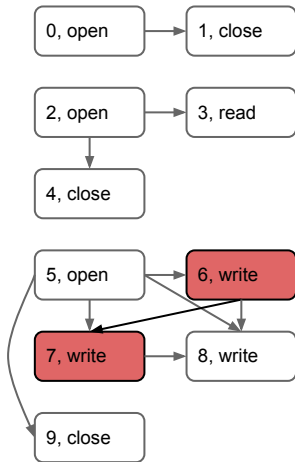 0, open
1, close
2, open
3, read
4, close
5, open
6, write
7, write
8, write
9, close